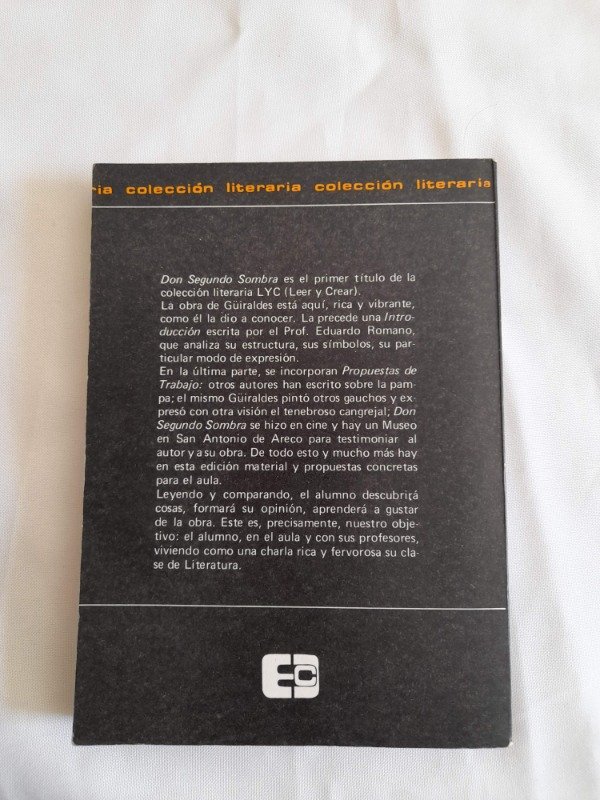 ria colección literaria colección literaria
Don Segundo Sombra es el primer título de la
colección literaria LYC (Leer y Crear).
La obra de Güiraldes está aquí, rica y vibrante,
como él la dio a conocer. La precede una Intro-
ducción escrita por el Prof. Eduardo Romano,
que analiza su estructura, sus símbolos, su par-
ticular modo de expresión.
En la última parte, se incorporan Propuestas de
Trabajo: otros autores han escrito sobre la pam-
pa; el mismo Güiraldes pintó otros gauchos y ex-
presó con otra visión el tenebroso cangrejal; Don
Segundo Sombra se hizo en cine y hay un Museo
en San Antonio de Areco para testimoniar al
autor y a su obra. De todo esto y mucho más hay
en esta edición material y propuestas concretas
para el aula.
Leyendo y comparando, el alumno descubrirá
cosas, formará su opinión, aprenderá a gustar
de la obra. Este es, precisamente, nuestro obje-
tivo: el alumno, en el aula y con sus profesores,
viviendo como una charla rica y fervorosa su cla-
se de Literatura.
EC